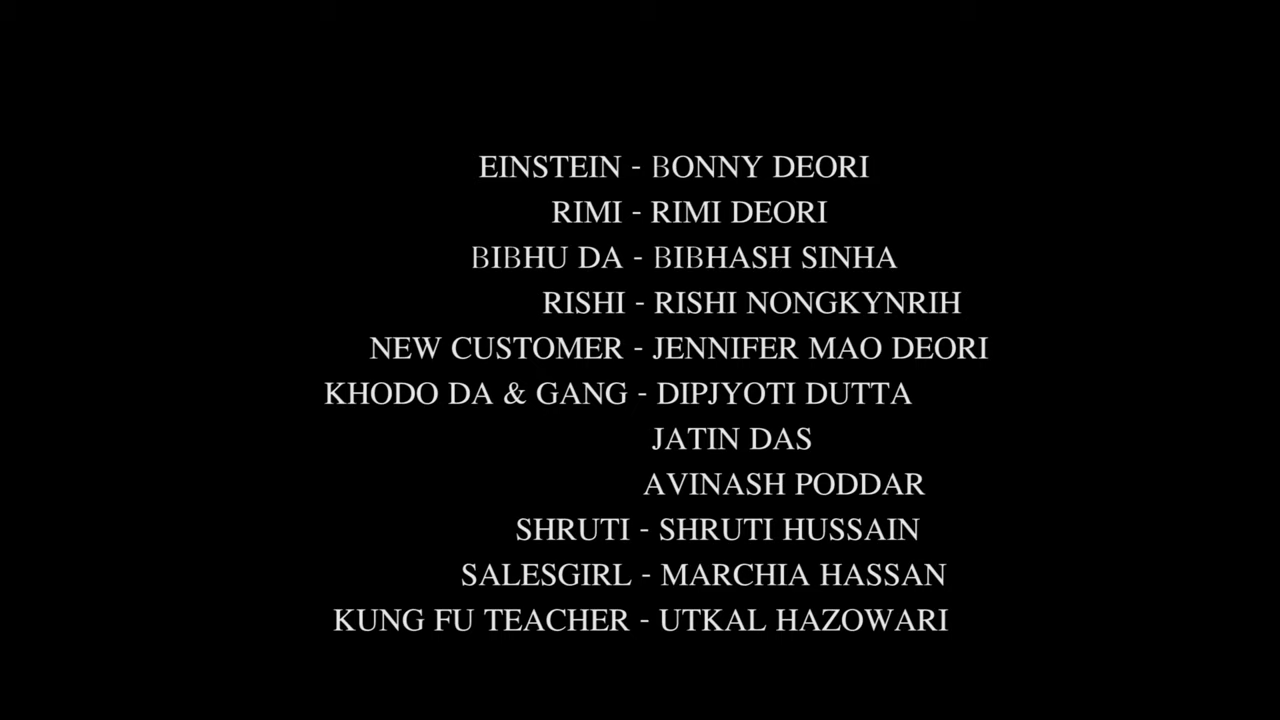 EINSTEIN - BONNY DEORI
RIMI - RIMI DEORI
BIBHU DA - BIBHASH SINHA
RISHI - RISHI NONGKYNRIH
NEW CUSTOMER - JENNIFER MAO DEORI
KHODO DA & GANG - DIPJYOTI DUTTA
JATIN DAS
AVINASH PODDAR
SHRUTI - SHRUTI HUSSAIN
SALESGIRL - MARCHIA HASSAN
KUNG FU TEACHER - UTKAL HAZOWARI